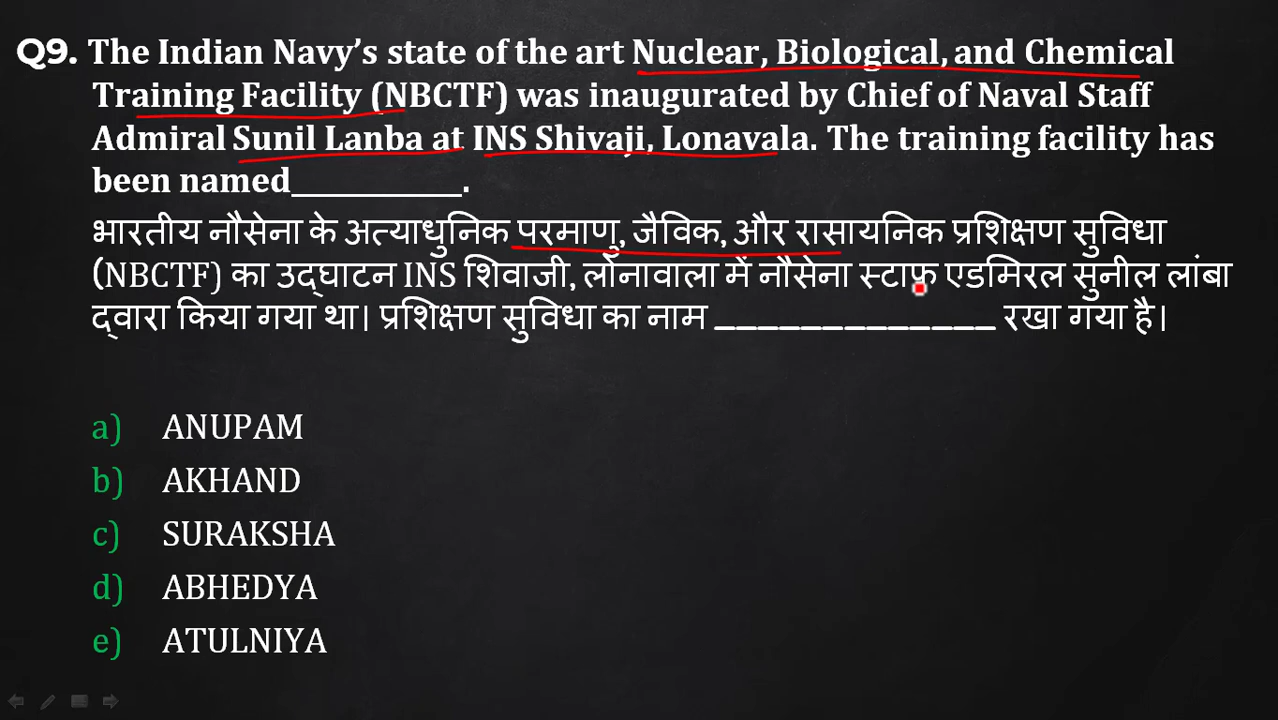 Q9. The Indian Navy’s state of the art Nuclear, Biological, and Chemical
Training Facility (NBCTF) was inaugurated by Chief of Naval Staff
Admiral Sunil Lanba at INS Shivaji, Lonavala. The training facility has
been named____________.
भारतीय नौसेना के अत्याधुनिक परमाणु, जैविक, और रासायनिक प्रशिक्षण सुविधा
(NBCTF) का उद्घाटन INS शिवाजी, लोनावाला में नौसेना स्टाफ एडमिरल सुनील लांबा
द्वारा किया गया था। प्रशिक्षण सुविधा का नाम _____________ रखा गया है।
a) ANUPAM
b) AKHAND
c) SURAKSHA
d) ABHEDYA
e) ATULNIYA